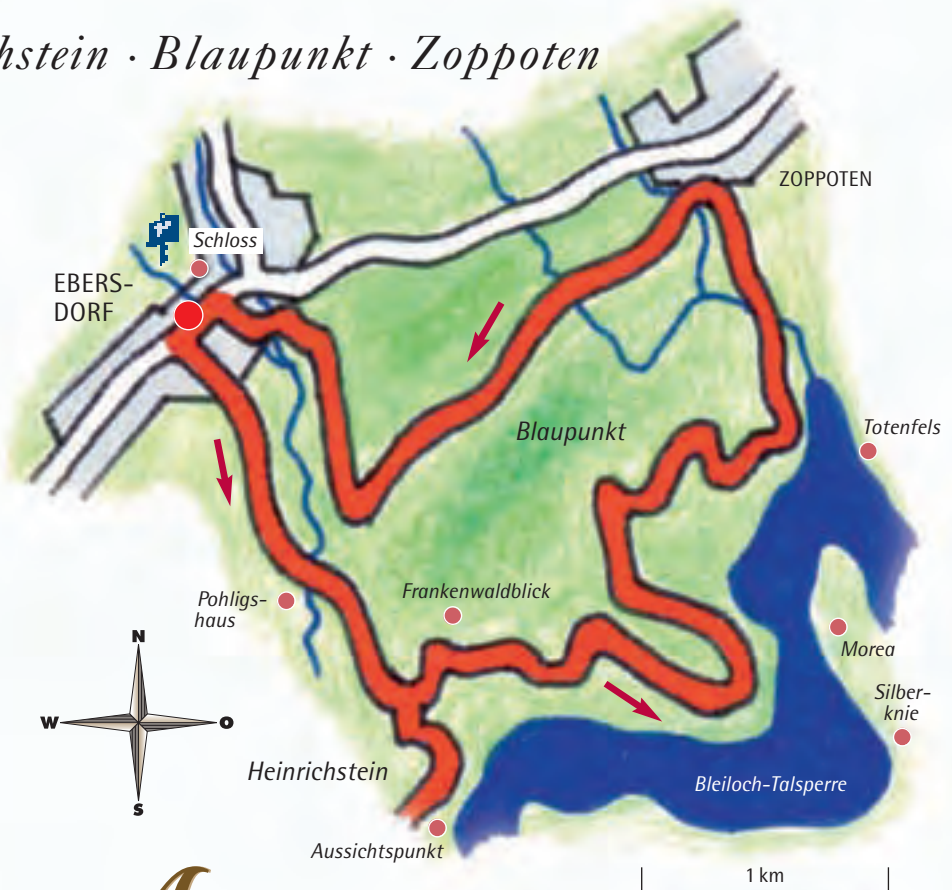 hstein · Blaupunkt · Zoppoten
ZOPPOTEN
Schloss
EBERS-
DORF
Blaupunkt
Totenfels
Pohligs-
haus
Frankenwaldblick
Morea
N
W
O
S
Silber-
knie
Heinrichstein
Bleiloch-Talsperre
Aussichtspunkt
1 km